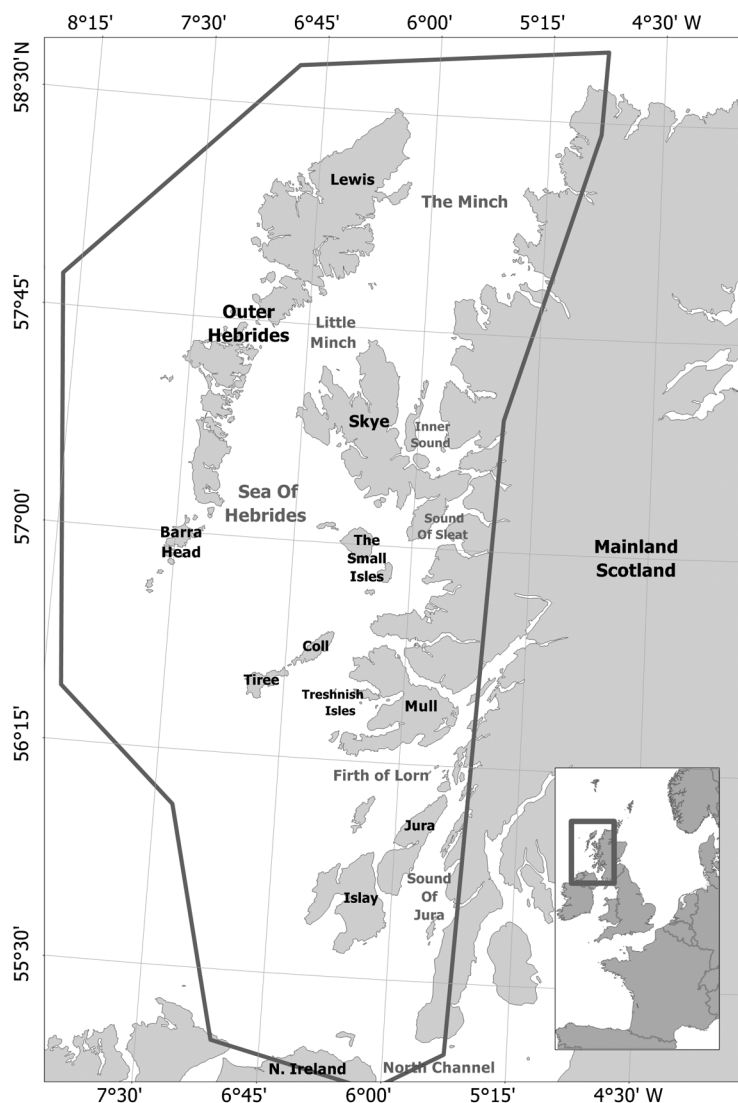 8°15'
7°30'
6°45'
6°00'
5°15'
4°30' W
58°30' N
57°45'
57°00'
56°15'
55°30'
Lewis
The Minch
Outer
Hebrides
Little
Minch
Skye
Inner
Sound
Sea Of
Hebrides
Sound
Of Sleat
Barra
Head
The
Small
Isles
Mainland
Scotland
Coll
Tiree
Treshnish
Isles
Mull
Firth of Lorn
Jura
Sound
Of
Jura
Islay
N. Ireland
North Channel
7°30'
6°45'
6°00'
5°15'
4°30' W